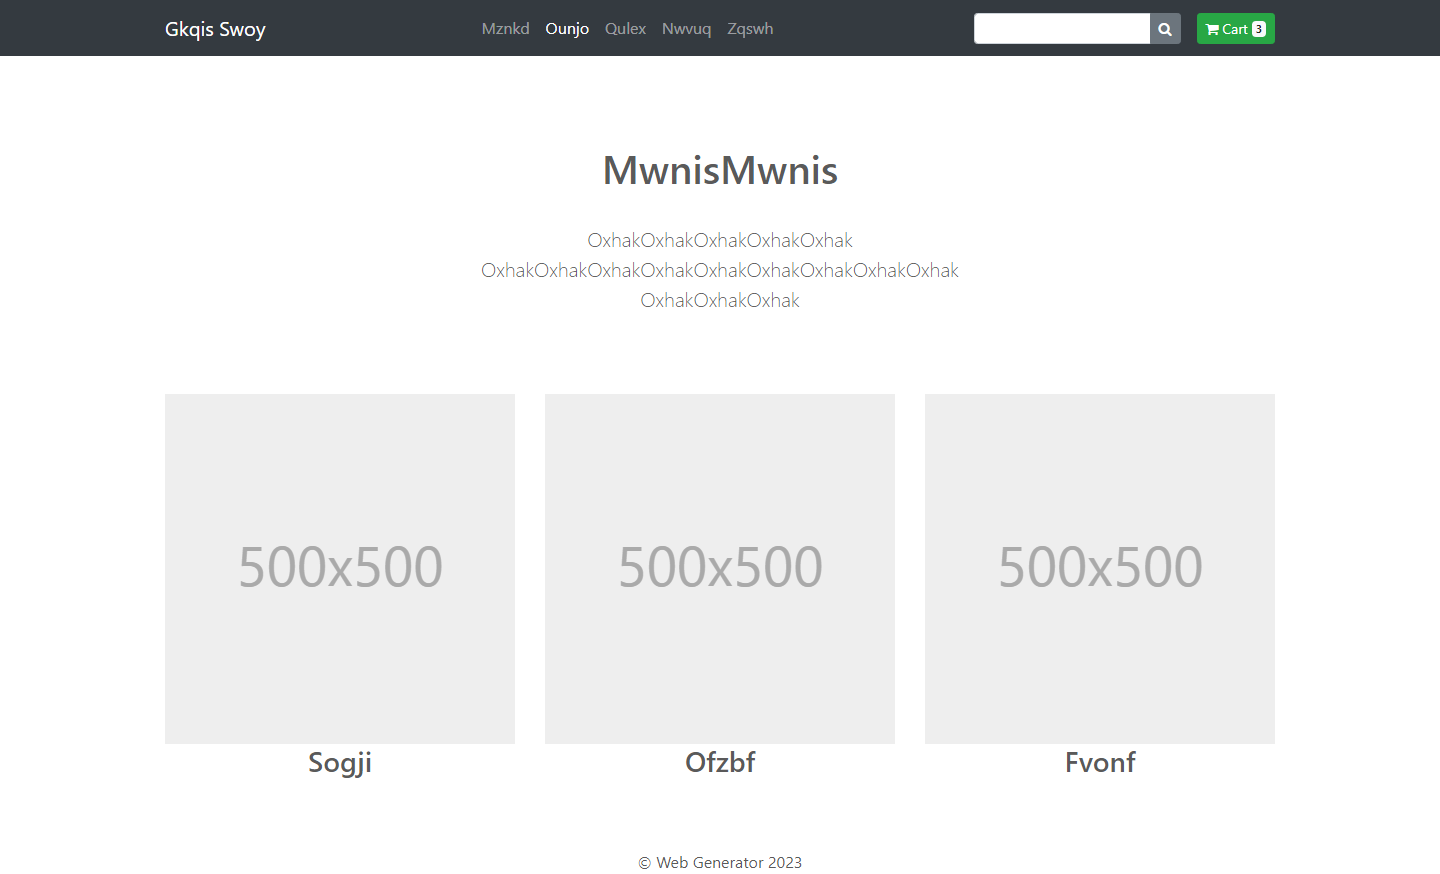 Gkqis Swoy Mznkd Ounjo Qulex Nwvuq Zqswh Cart 3
MwnisMwnis
OxhakOxhakOxhakOxhakOxhak
OxhakOxhakOxhakOxhakOxhakOxhakOxhakOxhakOxhak
OxhakOxhakOxhak
500x500 500x500 500x500
Sogji Ofzbf Fvonf
© Web Generator 2023